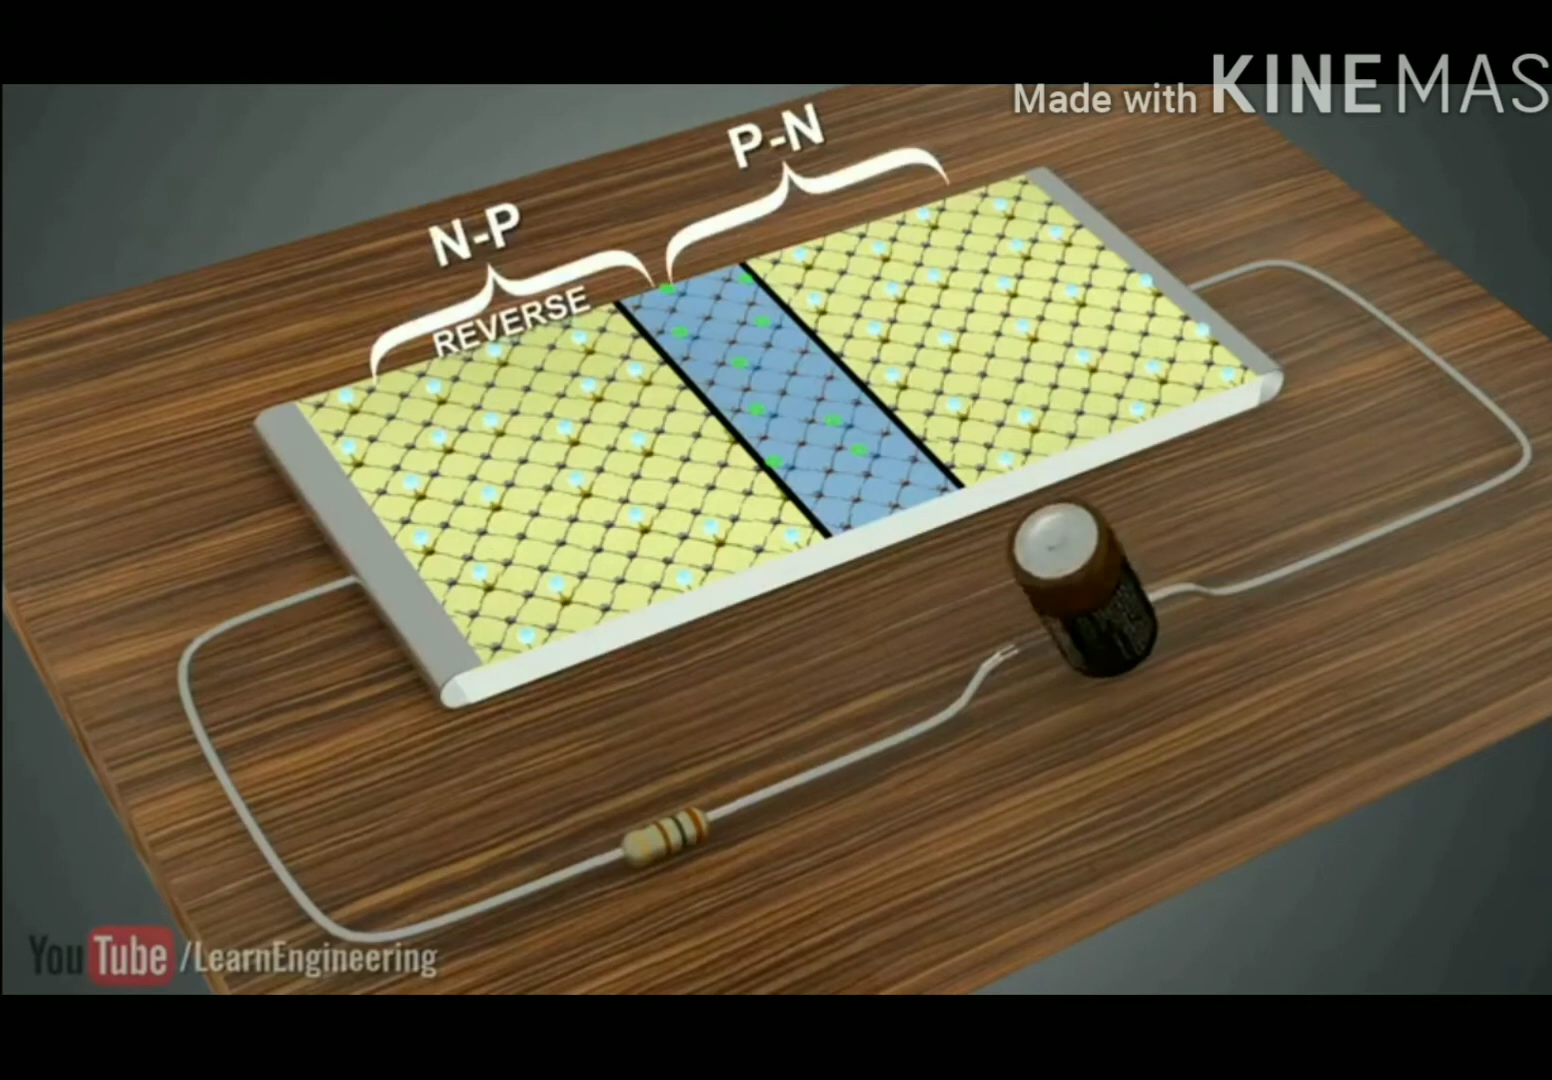 Made with KINEMAS
P-N
N-P
REVERSE
YouTube /LearnEngineering